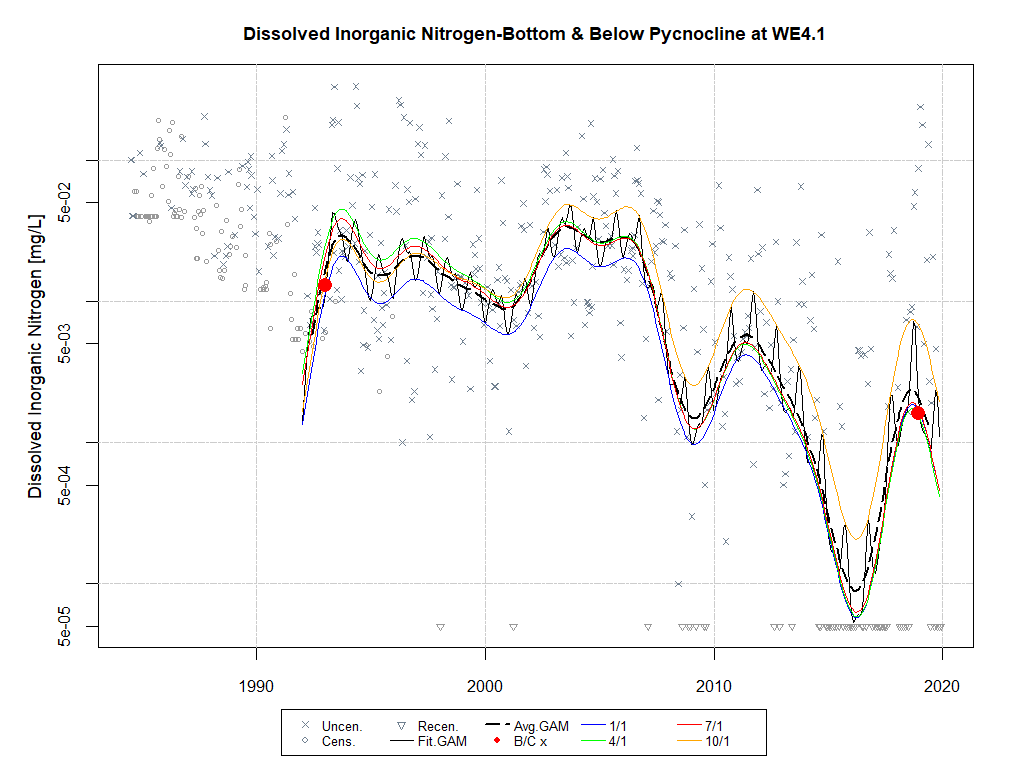 Dissolved Inorganic Nitrogen-Bottom & Below Pycnocline at WE4.1
Dissolved Inorganic Nitrogen [mg/L]
5e-02
5e-03
5e-04
5e-05
1990 2000 2010 2020
Uncen. Recen. Avg.GAM 1/1 7/1
Cens. Fit.GAM B/C x 4/1 10/1